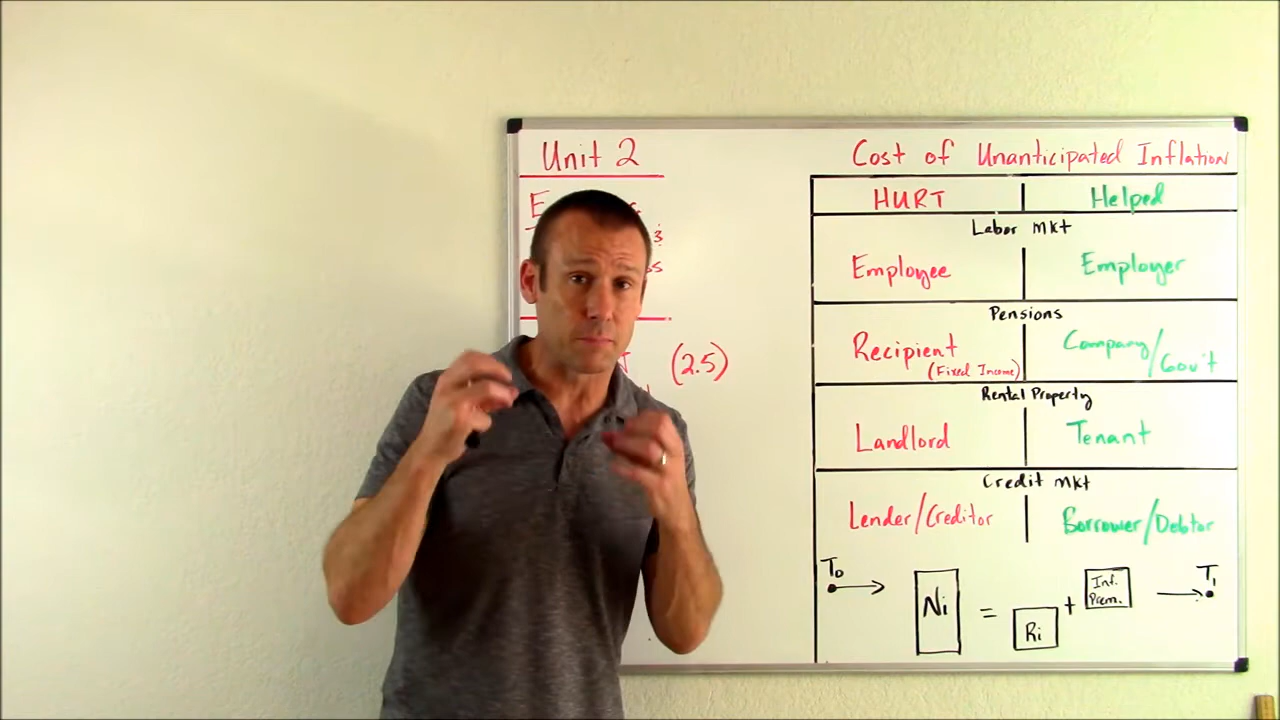 Unit 2
(2.5)
Cost of Unanticipated Inflation
HURT
Helped
Labor Mkt
Employee
Employer
Pensions
Recipient
(Fixed Income)
Company/
Gov't
Rental Property
Landlord
Tenant
Credit Mkt
Lender/Creditor
Borrower/Debtor
T0
Ni
=
Ri
+
Inf.
Prem.
T1